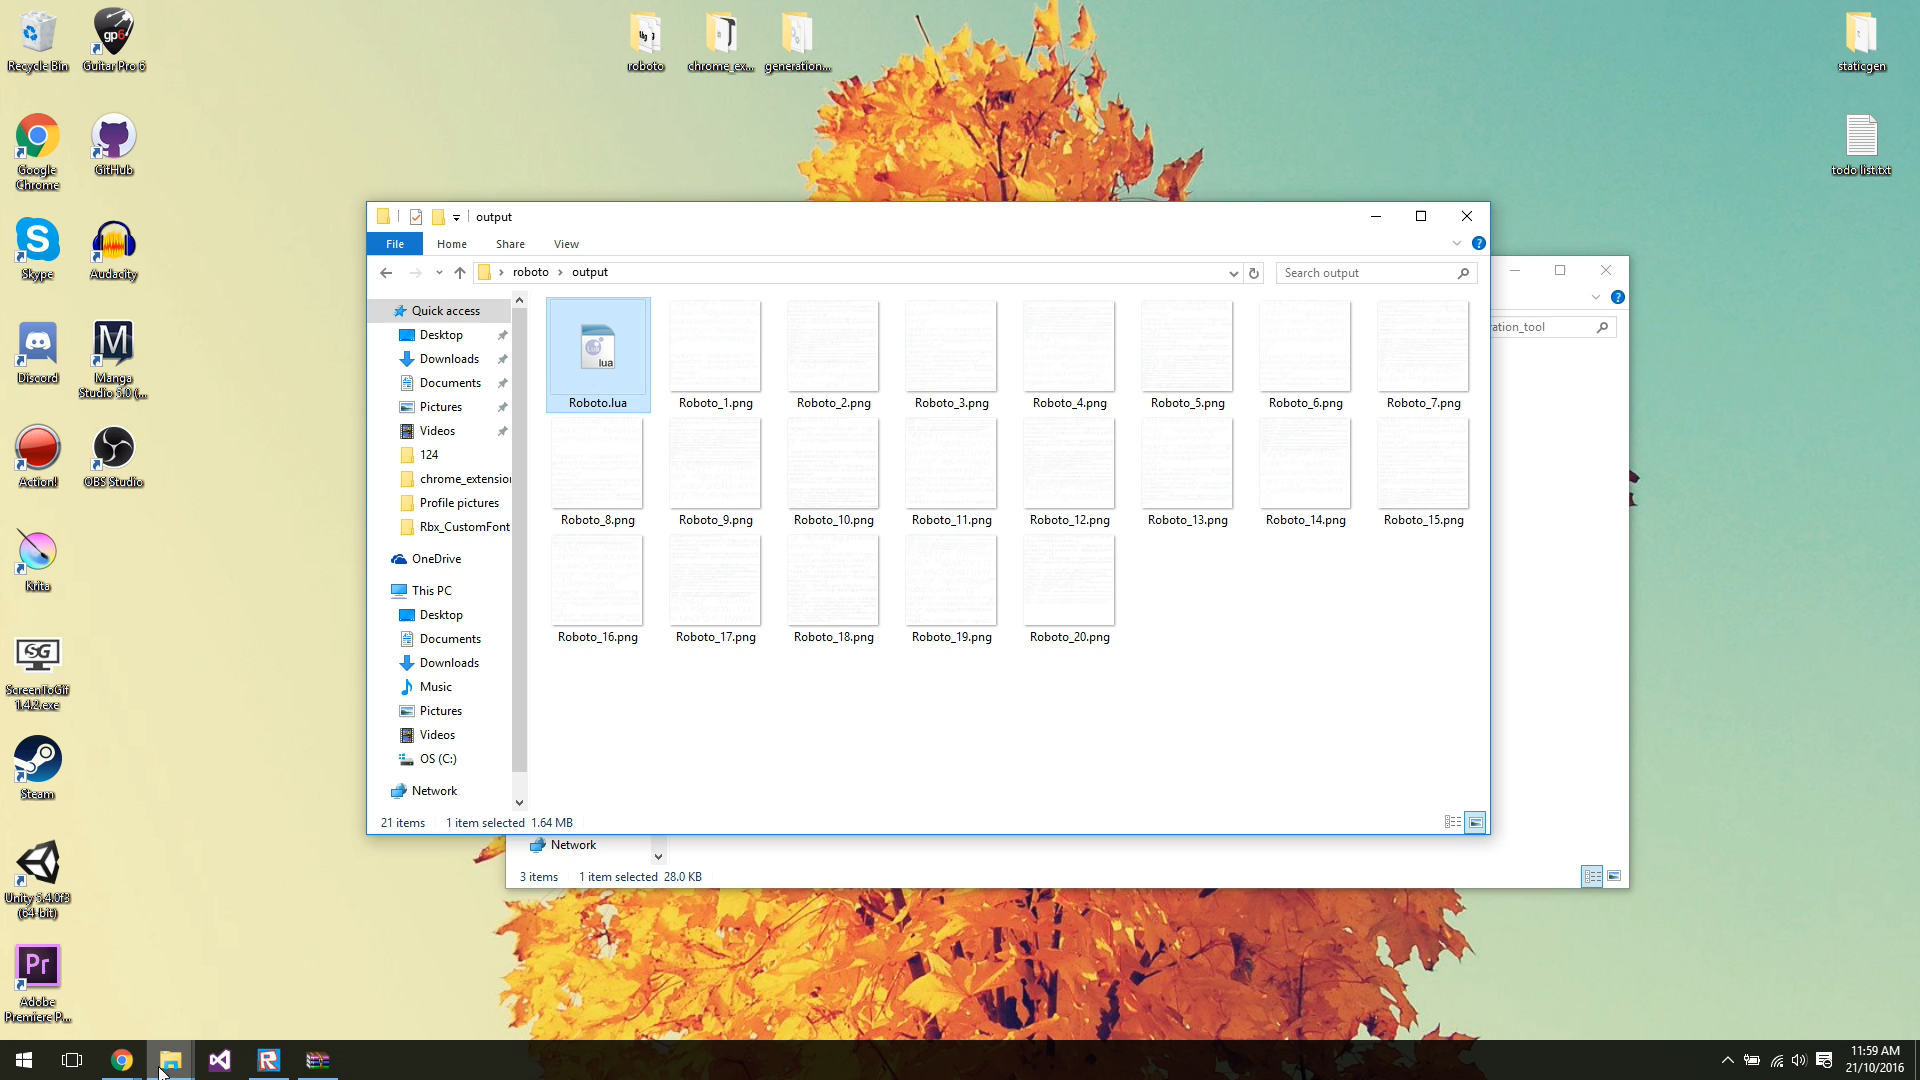 Recycle Bin
Guitar Pro 6
roboto
chrome_ex...
generation...
staticgen
Google
Chrome
GitHub
todo list.txt
Skype
Audacity
Discord
Manga
Studio 5.0 (...
Action!
OBS Studio
Krita
ScreenToGif
1.4.2.exe
Steam
Unity 5.4.0f3
(64-bit)
Adobe
Premiere P...
output
File
Home
Share
View
roboto
output
Search output
Quick access
Desktop
Downloads
Documents
Pictures
Videos
124
chrome_extension
Profile pictures
Rbx_CustomFont
OneDrive
This PC
Desktop
Documents
Downloads
Music
Pictures
Videos
OS (C:)
Network
lua
Roboto.lua
Roboto_1.png
Roboto_2.png
Roboto_3.png
Roboto_4.png
Roboto_5.png
Roboto_6.png
Roboto_7.png
Roboto_8.png
Roboto_9.png
Roboto_10.png
Roboto_11.png
Roboto_12.png
Roboto_13.png
Roboto_14.png
Roboto_15.png
Roboto_16.png
Roboto_17.png
Roboto_18.png
Roboto_19.png
Roboto_20.png
21 items
1 item selected 1.64 MB
ration_tool
Network
3 items
1 item selected 28.0 KB
11:59 AM
21/10/2016